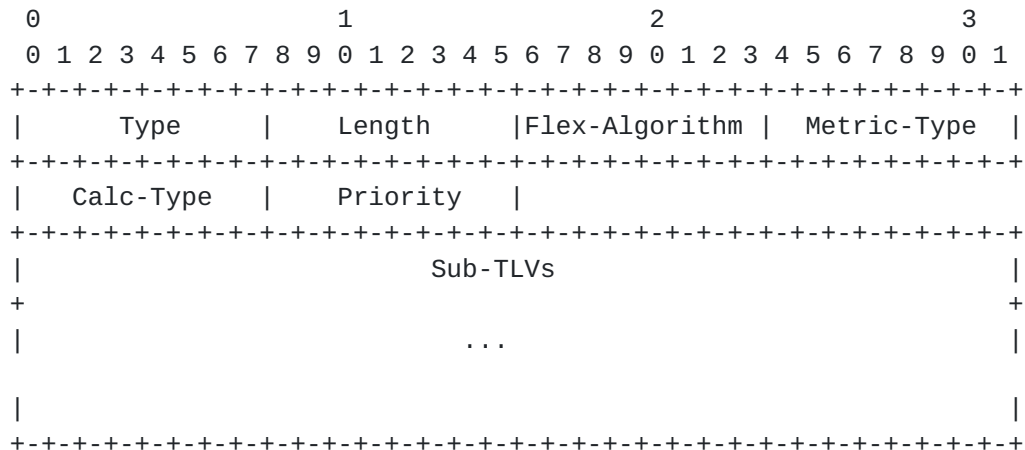 0                   1                   2                   3
 0 1 2 3 4 5 6 7 8 9 0 1 2 3 4 5 6 7 8 9 0 1 2 3 4 5 6 7 8 9 0 1
+-+-+-+-+-+-+-+-+-+-+-+-+-+-+-+-+-+-+-+-+-+-+-+-+-+-+-+-+-+-+-+-+
|      Type     |    Length     |Flex-Algorithm |  Metric-Type  |
+-+-+-+-+-+-+-+-+-+-+-+-+-+-+-+-+-+-+-+-+-+-+-+-+-+-+-+-+-+-+-+-+
|   Calc-Type   |    Priority   |
+-+-+-+-+-+-+-+-+-+-+-+-+-+-+-+-+-+-+-+-+-+-+-+-+-+-+-+-+-+-+-+-+
|                          Sub-TLVs                             |
+                                                               +
|                            ...                                |
|                                                               |
+-+-+-+-+-+-+-+-+-+-+-+-+-+-+-+-+-+-+-+-+-+-+-+-+-+-+-+-+-+-+-+-+